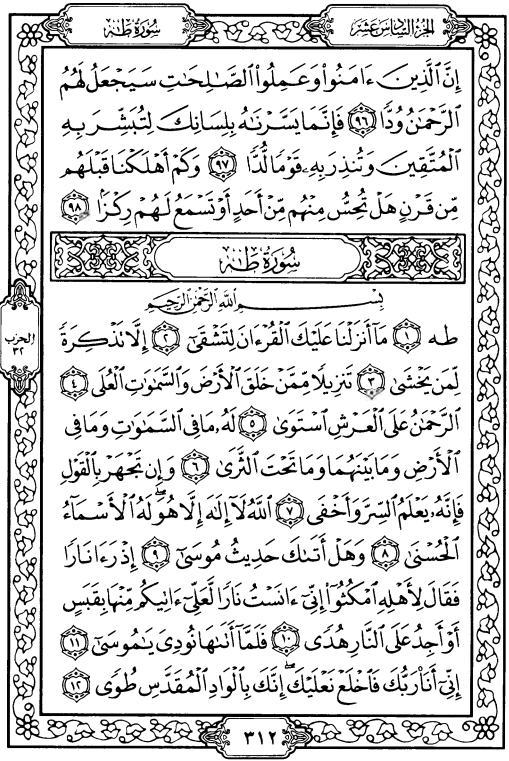 الجزء السادس عشر
سورة طه
إِنَّ الَّذِينَ ءَامَنُوا وَعَمِلُوا الصَّـٰلِحَـٰتِ سَيَجْعَلُ لَهُمُ
الرَّحْمَـٰنُ وُدًّا ٩٦ فَإِنَّمَا يَسَّرْنَـٰهُ بِلِسَانِكَ لِتُبَشِّرَ بِهِ
الْمُتَّقِينَ وَتُنذِرَ بِهِۦ قَوْمًا لُّدًّا ٩٧ وَكَمْ أَهْلَكْنَا قَبْلَهُم
مِّن قَرْنٍ هَلْ تُحِسُّ مِنْهُم مِّنْ أَحَدٍ أَوْ تَسْمَعُ لَهُمْ رِكْزًا ٩٨
سُورَةُ طه
بِسْمِ اللَّهِ الرَّحْمَـٰنِ الرَّحِيمِ
طه ١ مَا أَنزَلْنَا عَلَيْكَ الْقُرْءَانَ لِتَشْقَىٰ ٢ إِلَّا تَذْكِرَةً
لِّمَن يَخْشَىٰ ٣ تَنزِيلًا مِّمَّنْ خَلَقَ الْأَرْضَ وَالسَّمَـٰوَٰتِ الْعُلَى ٤
الرَّحْمَـٰنُ عَلَى الْعَرْشِ اسْتَوَىٰ ٥ لَهُۥ مَا فِي السَّمَـٰوَٰتِ وَمَا فِي
الْأَرْضِ وَمَا بَيْنَهُمَا وَمَا تَحْتَ الثَّرَىٰ ٦ وَإِن تَجْهَرْ بِالْقَوْلِ
فَإِنَّهُۥ يَعْلَمُ السِّرَّ وَأَخْفَى ٧ اللَّهُ لَا إِلَـٰهَ إِلَّا هُوَ ۖ لَهُ الْأَسْمَاءُ
الْحُسْنَىٰ ٨ وَهَلْ أَتَىٰكَ حَدِيثُ مُوسَىٰ ٩ إِذْ رَءَا نَارًا
فَقَالَ لِأَهْلِهِ امْكُثُوا إِنِّي ءَانَسْتُ نَارًا لَّعَلِّي ءَاتِيكُم مِّنْهَا بِقَبَسٍ
أَوْ أَجِدُ عَلَى النَّارِ هُدًى ١٠ فَلَمَّا أَتَىٰهَا نُودِيَ يَـٰمُوسَىٰ ١١
إِنِّي أَنَا رَبُّكَ فَاخْلَعْ نَعْلَيْكَ ۖ إِنَّكَ بِالْوَادِ الْمُقَدَّسِ طُوًى ١٢
الحزب
٣٢
٣١٢